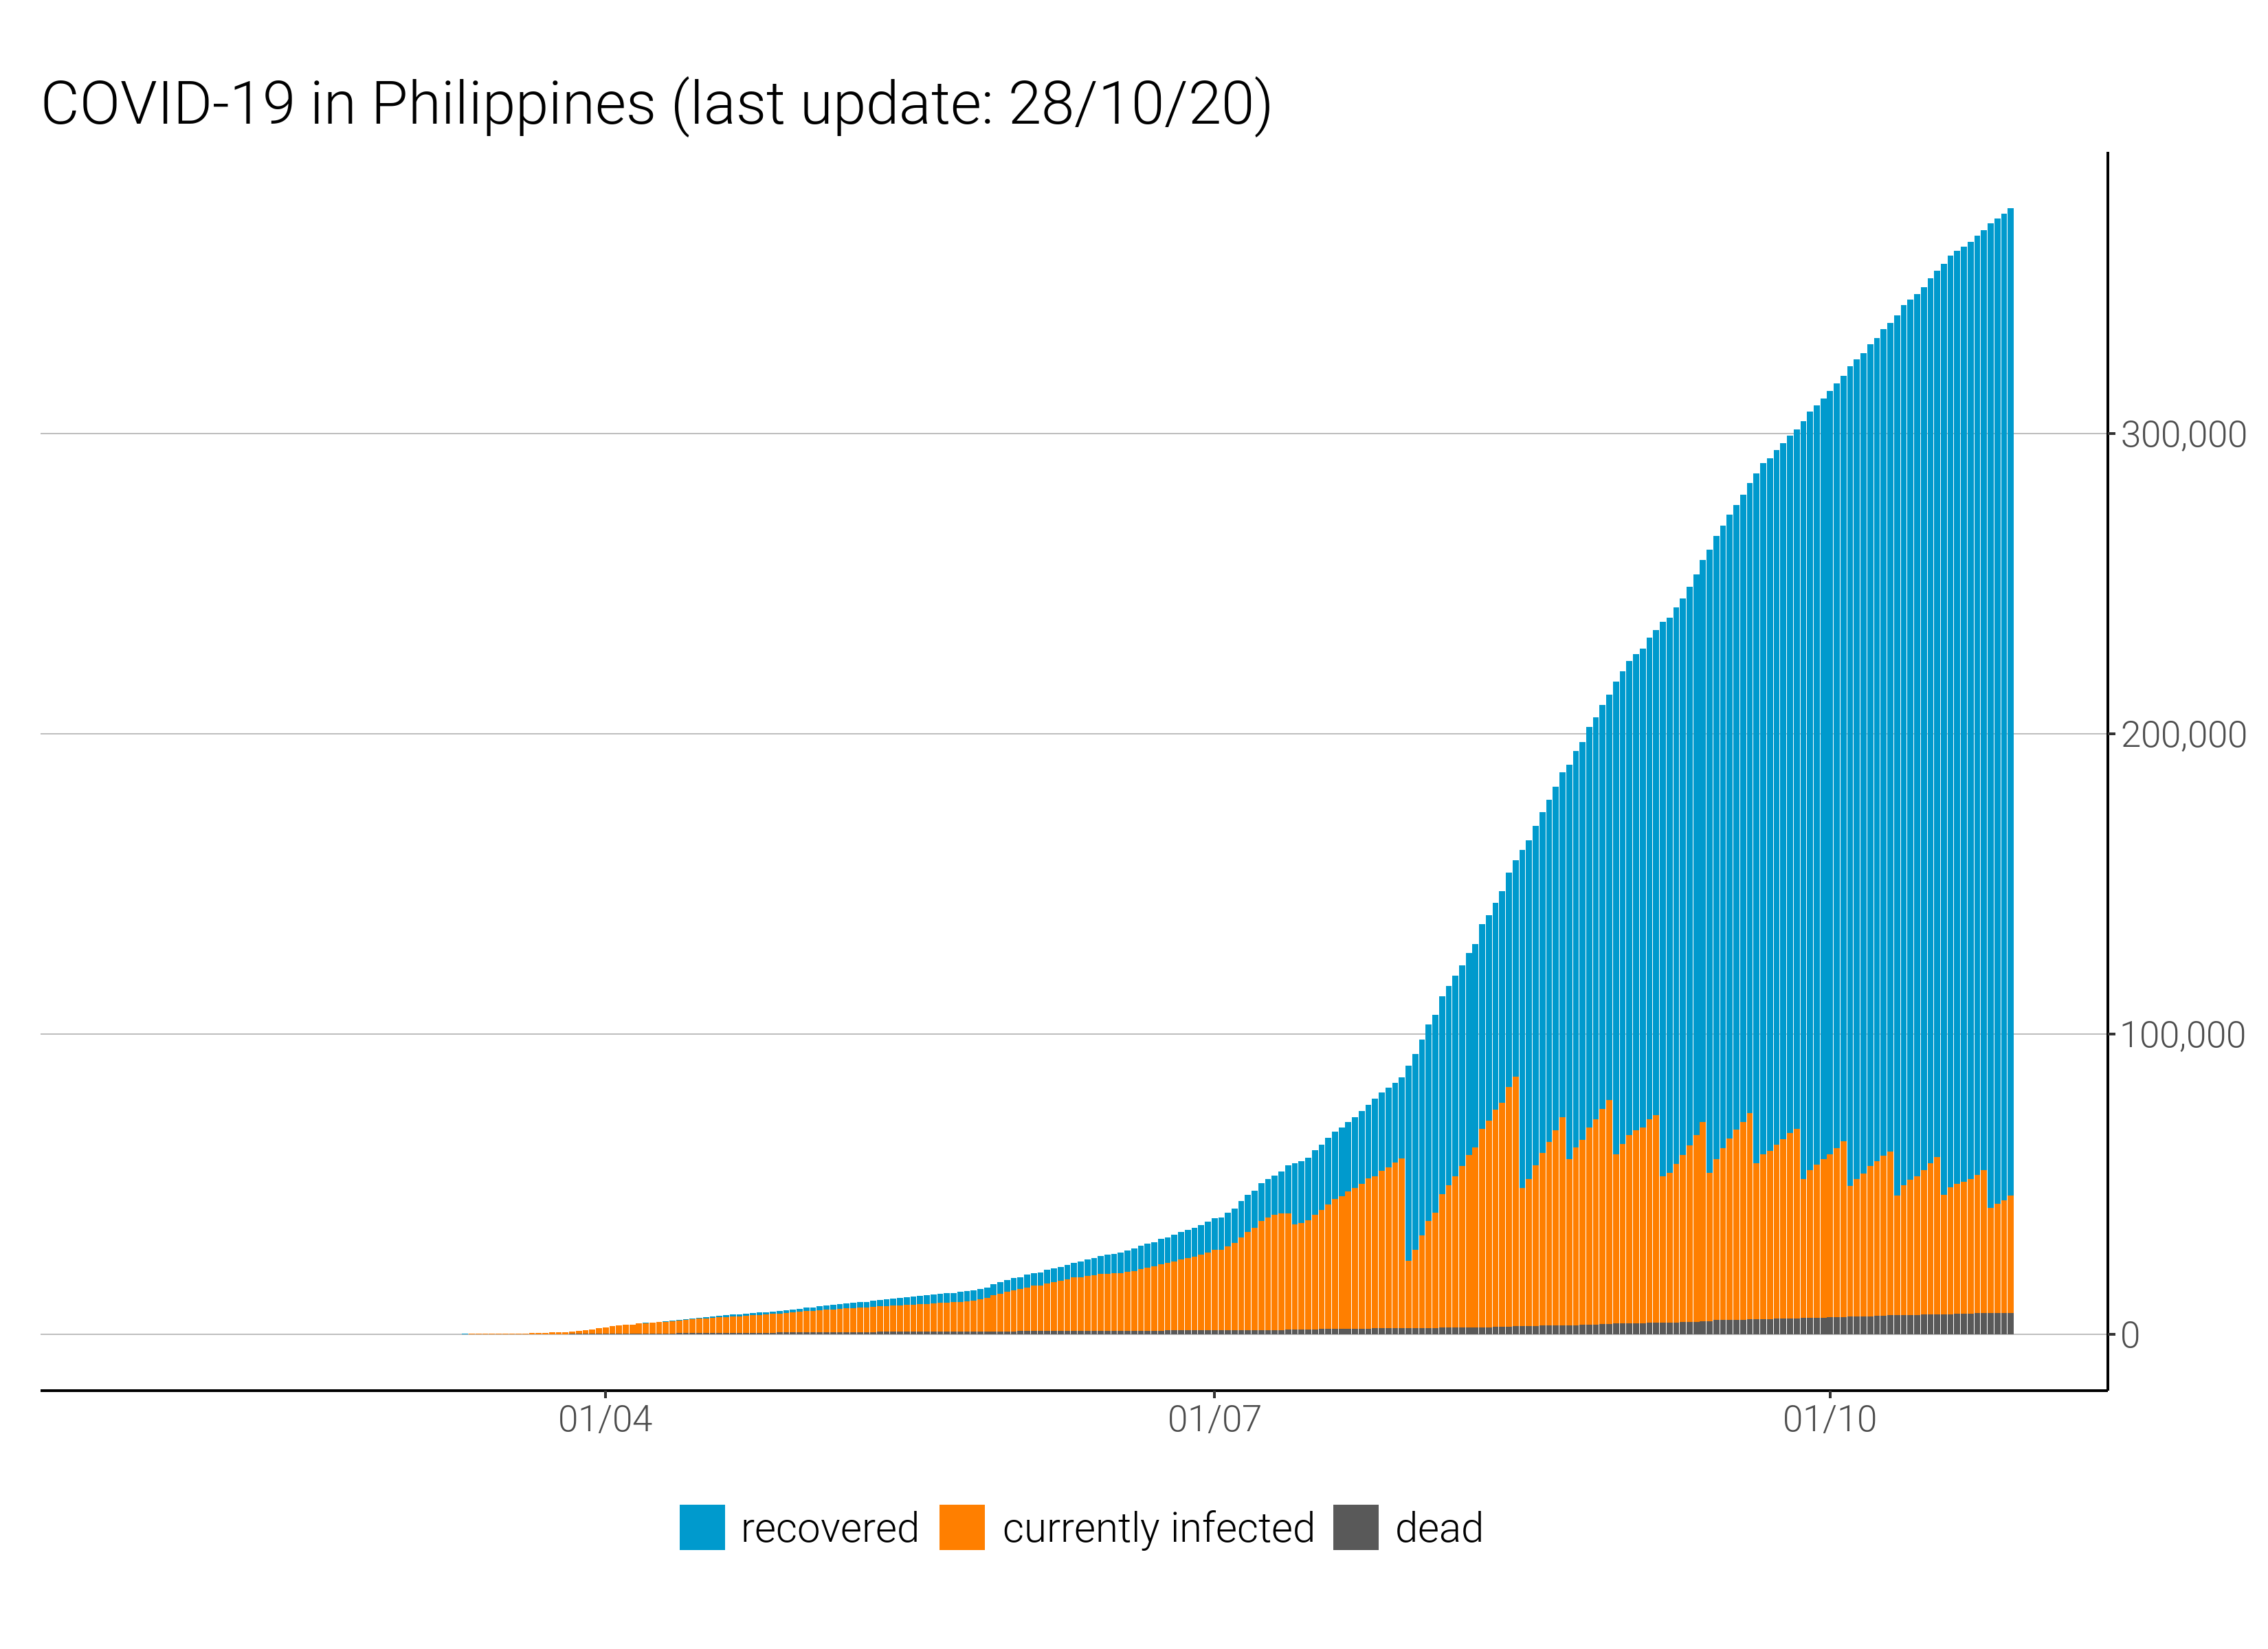 COVID-19 in Philippines (last update: 28/10/20)
300,000
200,000
100,000
0
01/04 01/07 01/10
recovered currently infected dead